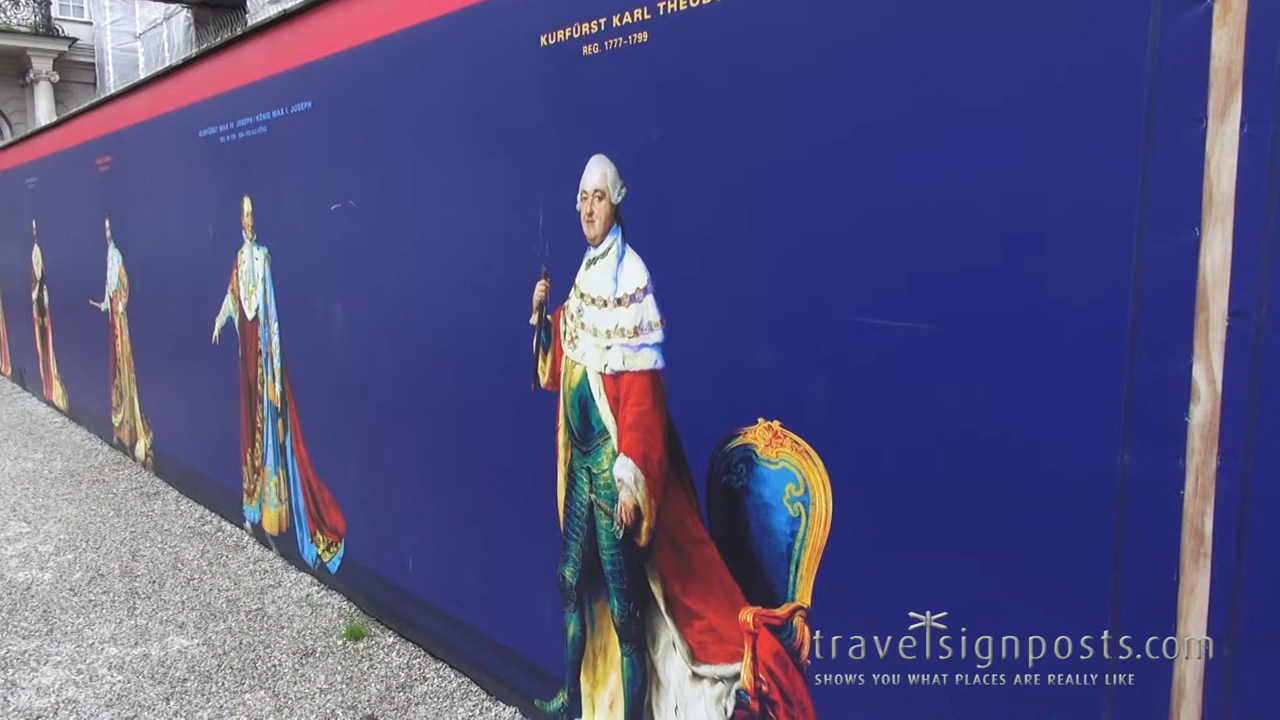 KURFÜRST KARL THEODO
REG. 1777-1799
KURFÜRST MAX IV. JOSEPH / KÖNIG MAX I. JOSEPH
travelsignposts.com
SHOWS YOU WHAT PLACES ARE REALLY LIKE